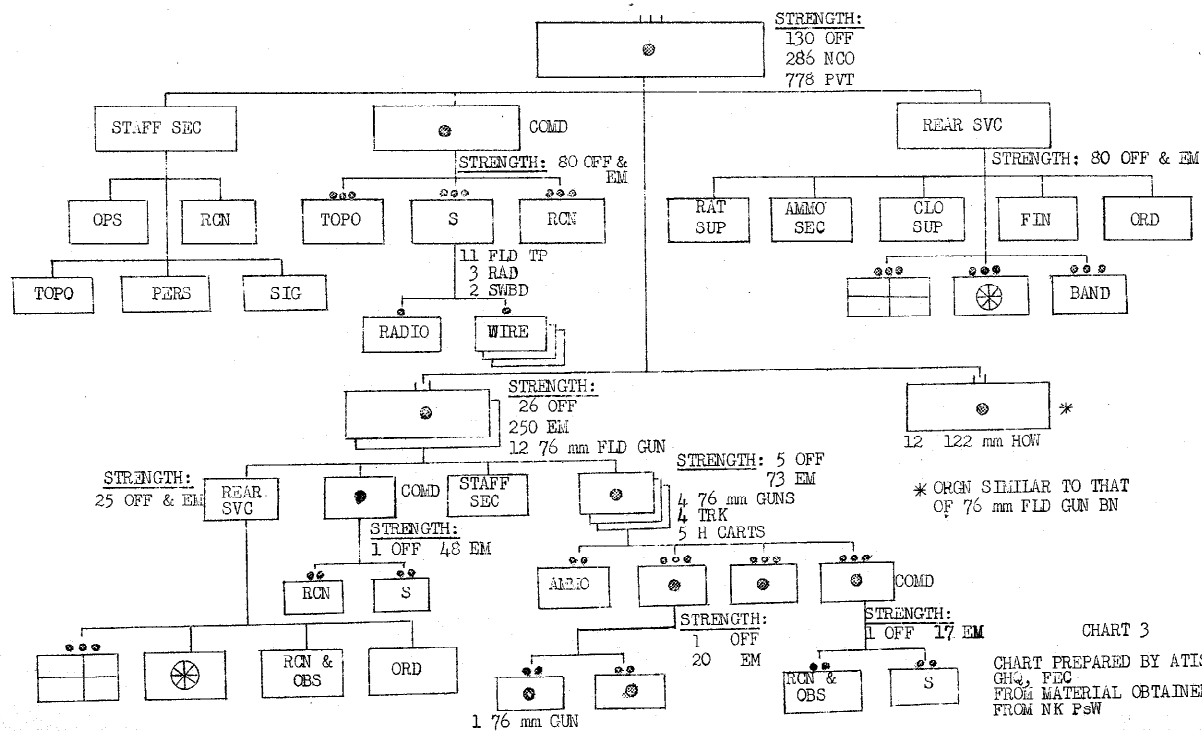 STRENGTH:
130 OFF
286 NCO
778 PVT
STAFF SEC
COMD
REAR SVC
STRENGTH: 80 OFF &
EM
STRENGTH: 80 OFF & EM
OPS
RCN
TOPO
S
RCN
RAT
SUP
AMMO
SEC
CLO
SUP
FIN
ORD
11 FLD TP
3 RAD
2 SWBD
TOPO
PERS
SIG
BAND
RADIO
WIRE
STRENGTH:
26 OFF
250 EM
12 76 mm FLD GUN
*
12 122 mm HOW
STRENGTH:
25 OFF & EM
REAR
SVC
COMD
STAFF
SEC
STRENGTH: 5 OFF
73 EM
4 76 mm GUNS
4 TRK
5 H CARTS
* ORGN SIMILAR TO THAT
OF 76 mm FLD GUN BN
STRENGTH:
1 OFF 48 EM
RCN
S
AMMO
COMD
STRENGTH:
1 OFF
20 EM
STRENGTH:
1 OFF 17 EM
RCN &
OBS
ORD
RCN &
OBS
S
1 76 mm GUN
CHART 3
CHART PREPARED BY ATIS
GHQ, FEC
FROM MATERIAL OBTAINE
FROM NK PsW